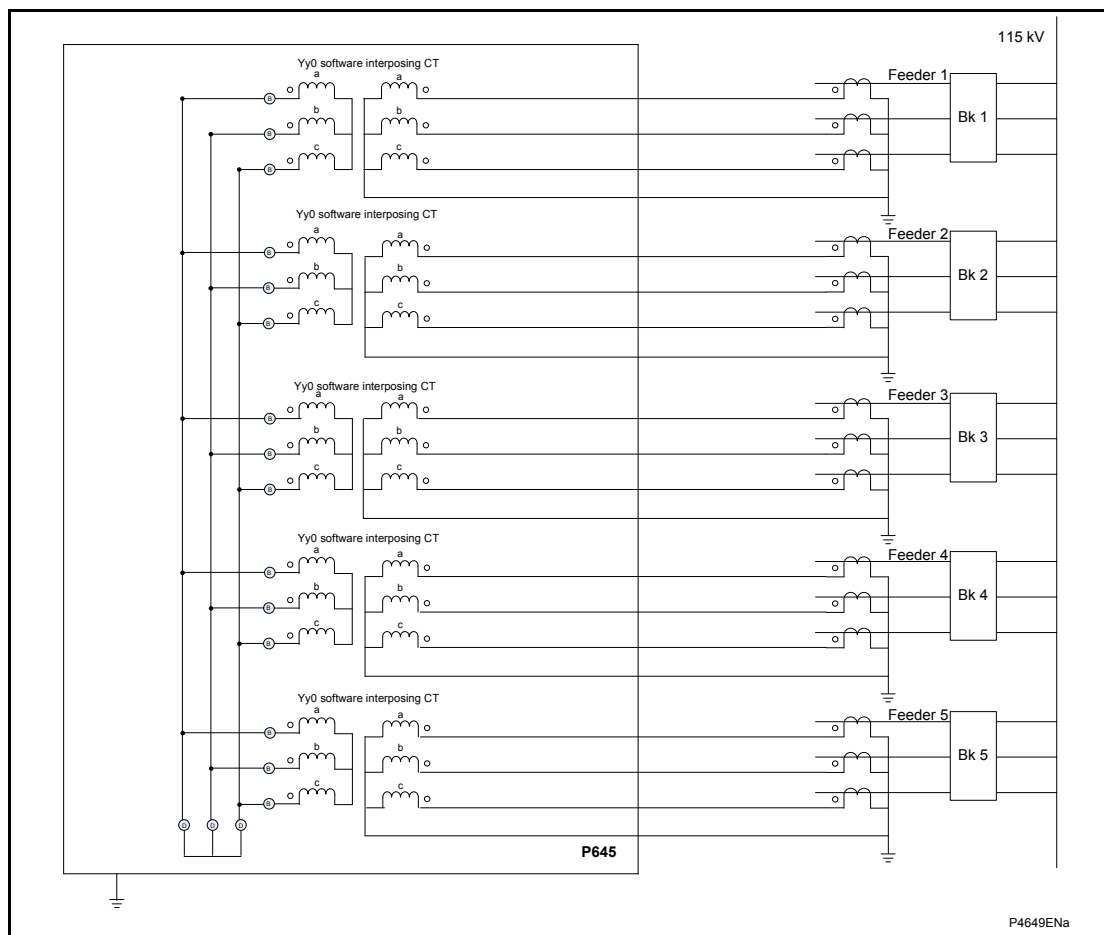 115 kV
Yy0 software interposing CT
a
a
Feeder 1
B
b
b
Bk 1
B
c
c
B
Yy0 software interposing CT
a
a
Feeder 2
B
b
b
Bk 2
B
c
c
B
Yy0 software interposing CT
a
a
Feeder 3
B
b
b
Bk 3
B
c
c
B
Yy0 software interposing CT
a
a
Feeder 4
B
b
b
Bk 4
B
c
c
B
Yy0 software interposing CT
a
a
Feeder 5
B
b
b
Bk 5
B
c
c
B
D D D
P645
P4649ENa